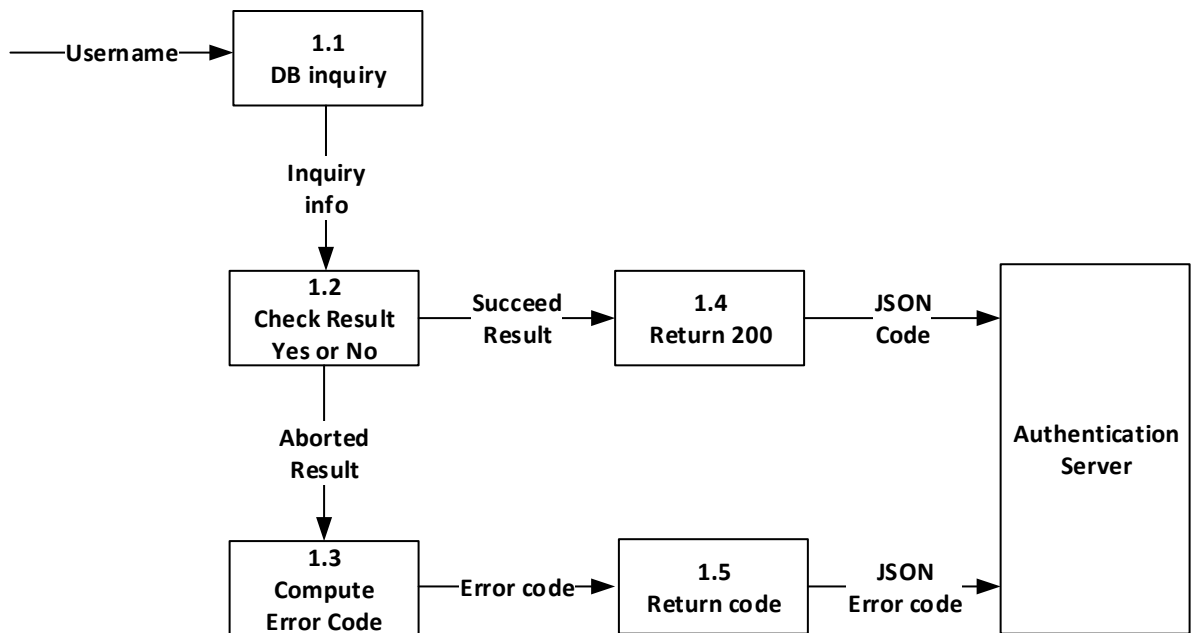 Username
1.1
DB inquiry
Inquiry
info
1.2
Check Result
Yes or No
Succeed
Result
1.4
Return 200
JSON
Code
Authentication
Server
Aborted
Result
1.3
Compute
Error Code
Error code
1.5
Return code
JSON
Error code